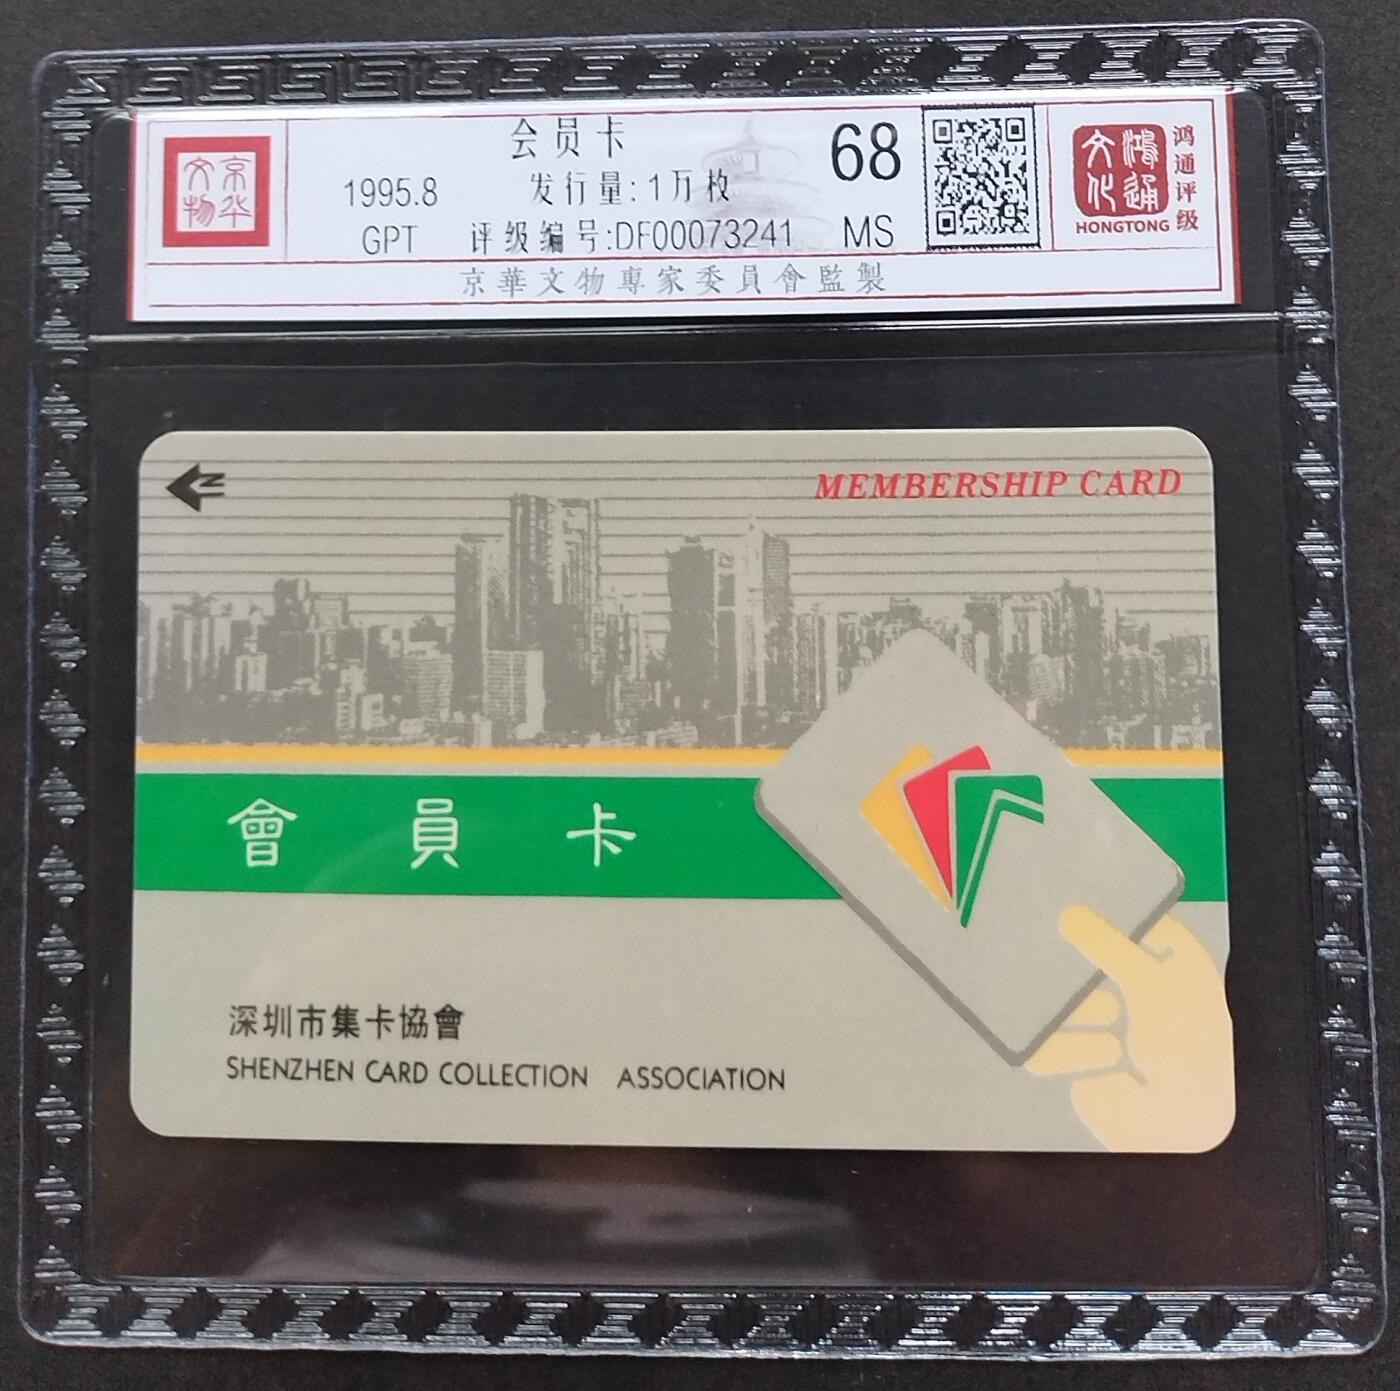 京华文物
会员卡
1995.8 发行量:1万枚
68
GPT 评级编号:DF00073241 MS
京華文物專家委員會監製
鸿通文化
HONGTONG
鸿通评级
MEMBERSHIP CARD
會員卡
深圳市集卡協會
SHENZHEN CARD COLLECTION ASSOCIATION